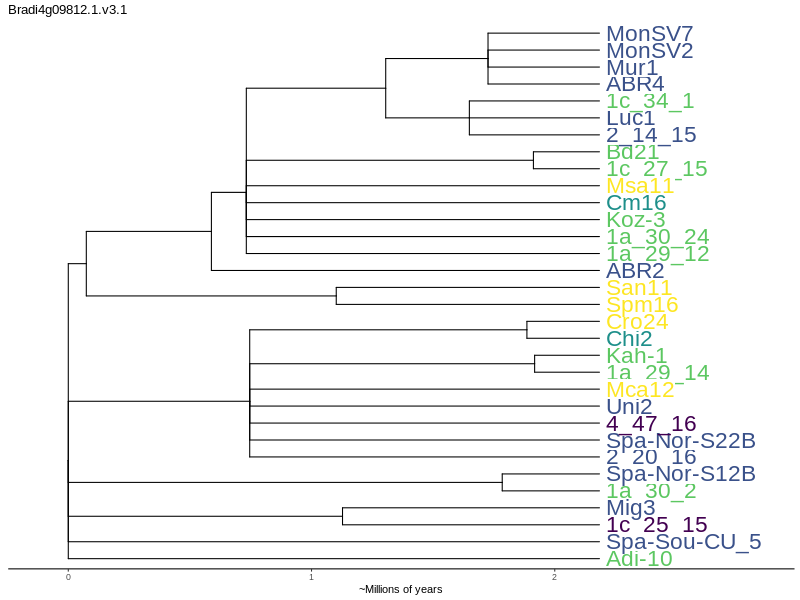 Bradi4g09812.1.v3.1
MonSV7
MonSV2
Mur1
ABR4
1c_34_1
Luc1
2_14_15
Bd21
1c_27_15
Msa11
Cm16
Koz-3
1a_30_24
1a_29_12
ABR2
San11
Spm16
Cro24
Chi2
Kah-1
1a_29_14
Mca12
Uni2
4_47_16
Spa-Nor-S22B
2_20_16
Spa-Nor-S12B
1a_30_2
Mig3
1c_25_15
Spa-Sou-CU_5
Adi-10
0 1 2
~Millions of years